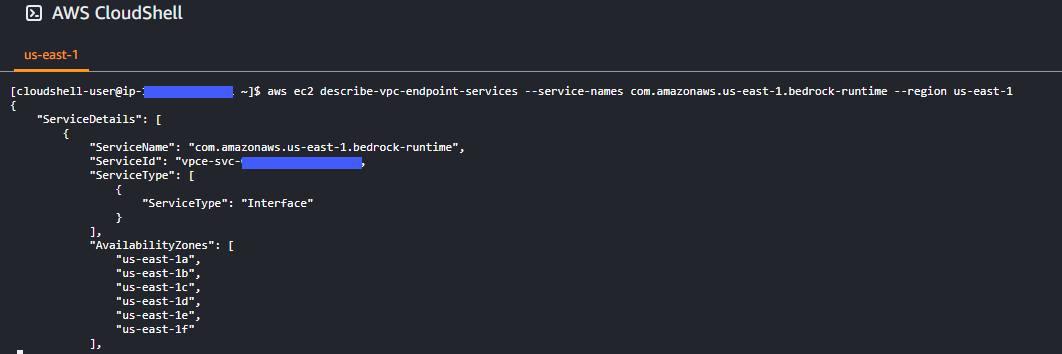 AWS CloudShell
us-east-1
[cloudshell-user@ip- ~]$ aws ec2 describe-vpc-endpoint-services --service-names com.amazonaws.us-east-1.bedrock-runtime --region us-east-1
{
"ServiceDetails": [
{
"ServiceName": "com.amazonaws.us-east-1.bedrock-runtime",
"ServiceId": "vpce-svc- ,
"ServiceType": [
{
"ServiceType": "Interface"
}
],
"AvailabilityZones": [
"us-east-1a",
"us-east-1b",
"us-east-1c",
"us-east-1d",
"us-east-1e",
"us-east-1f"
],